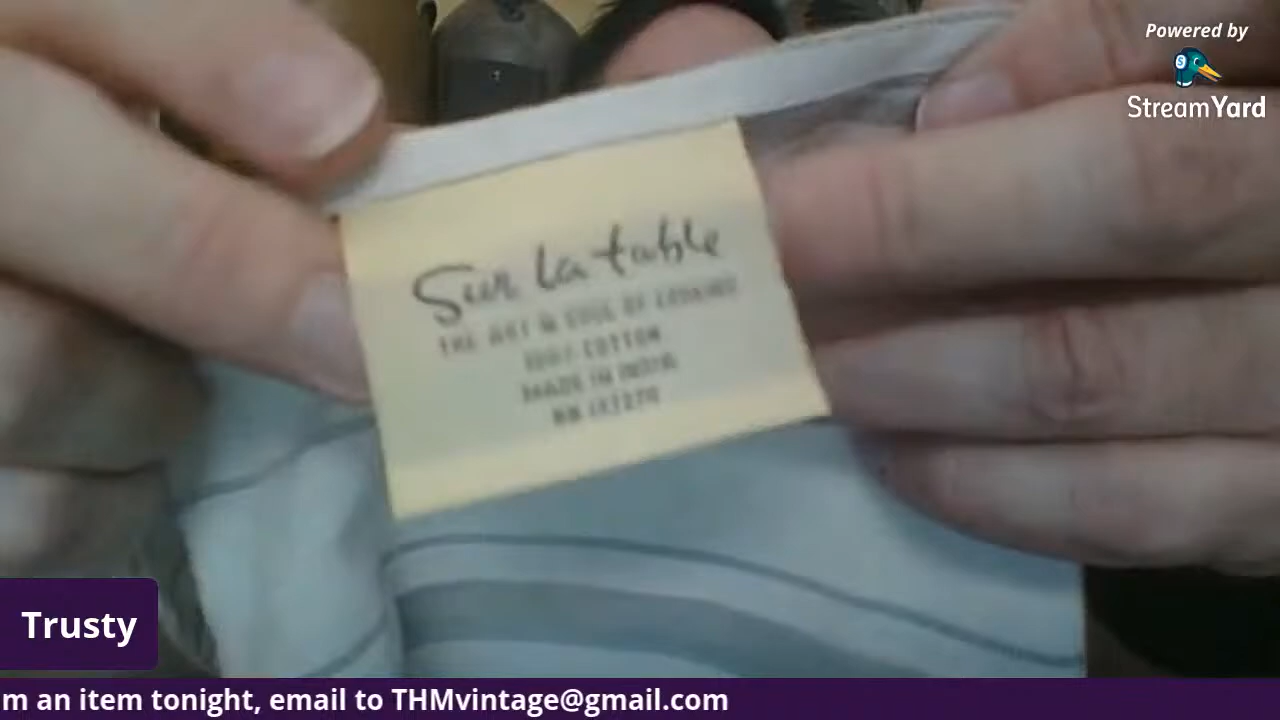 Powered by
StreamYard
Sur la table
THE ART & SOUL OF COOKING
100% COTTON
MADE IN INDIA
Trusty
m an item tonight, email to THMvintage@gmail.com